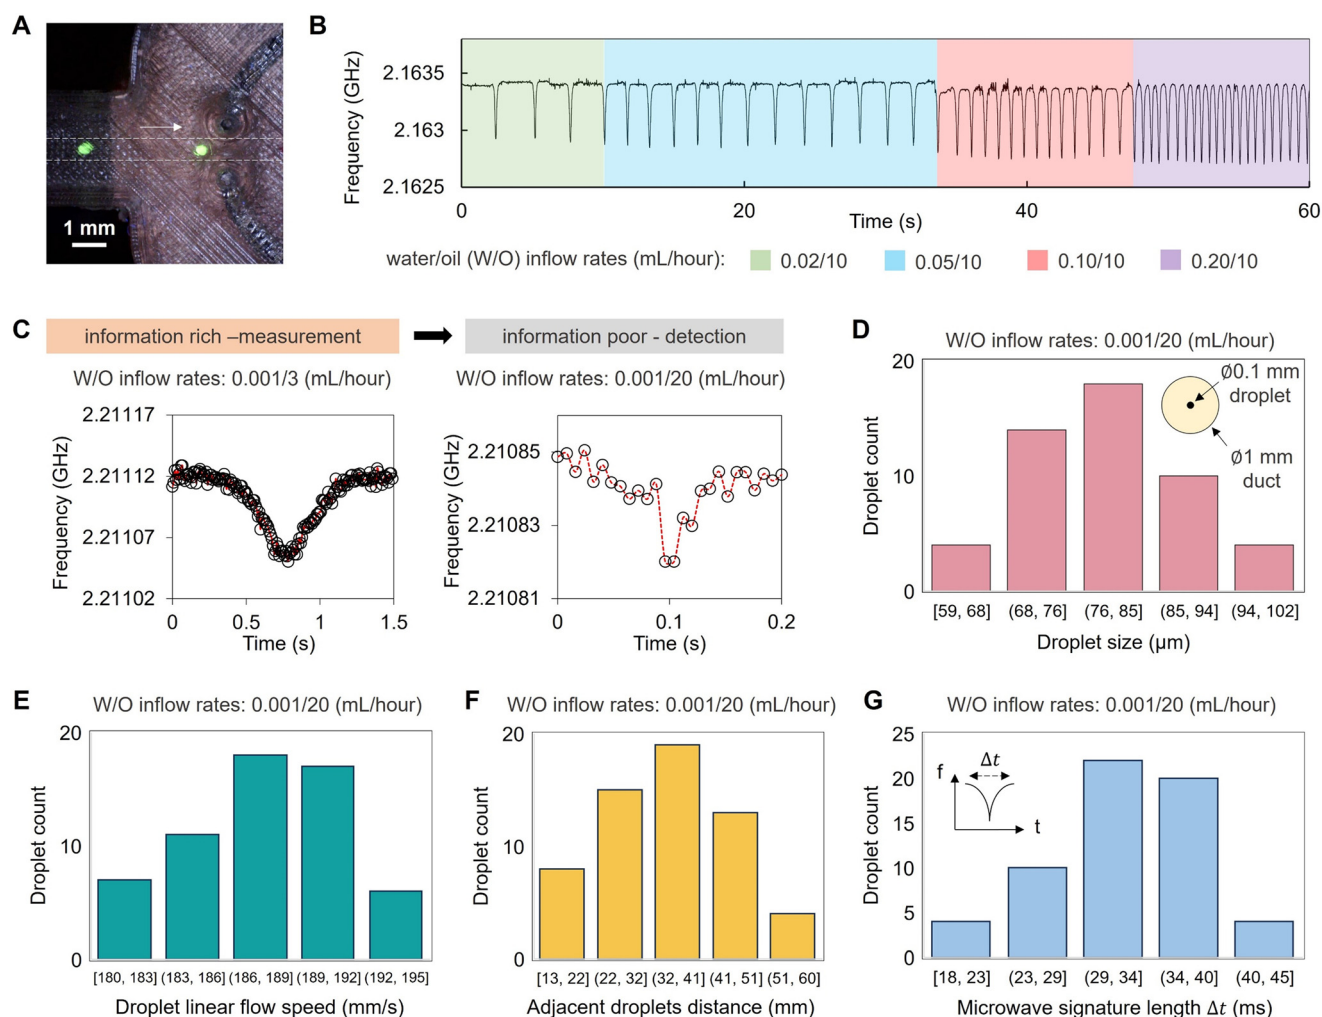 A
1 mm
B
Frequency (GHz)
2.1635
2.163
2.1625
0
20
40
60
Time (s)
water/oil (W/O) inflow rates (mL/hour):
0.02/10
0.05/10
0.10/10
0.20/10
C
information rich –measurement
information poor - detection
W/O inflow rates: 0.001/3 (mL/hour)
Frequency (GHz)
2.21117
2.21112
2.21107
2.21102
0
0.5
1
1.5
Time (s)
W/O inflow rates: 0.001/20 (mL/hour)
Frequency (GHz)
2.21085
2.21083
2.21081
0
0.1
0.2
Time (s)
D
W/O inflow rates: 0.001/20 (mL/hour)
Droplet count
20
10
0
Ø0.1 mm
droplet
Ø1 mm
duct
[59, 68]
(68, 76]
(76, 85]
(85, 94]
(94, 102]
Droplet size (µm)
E
W/O inflow rates: 0.001/20 (mL/hour)
Droplet count
20
10
0
[180, 183]
(183, 186]
(186, 189]
(189, 192]
(192, 195]
Droplet linear flow speed (mm/s)
F
W/O inflow rates: 0.001/20 (mL/hour)
Droplet count
20
10
0
[13, 22]
(22, 32]
(32, 41]
(41, 51]
(51, 60]
Adjacent droplets distance (mm)
G
W/O inflow rates: 0.001/20 (mL/hour)
Droplet count
25
20
15
10
5
0
f
Δt
t
[18, 23]
(23, 29]
(29, 34]
(34, 40]
(40, 45]
Microwave signature length Δt (ms)